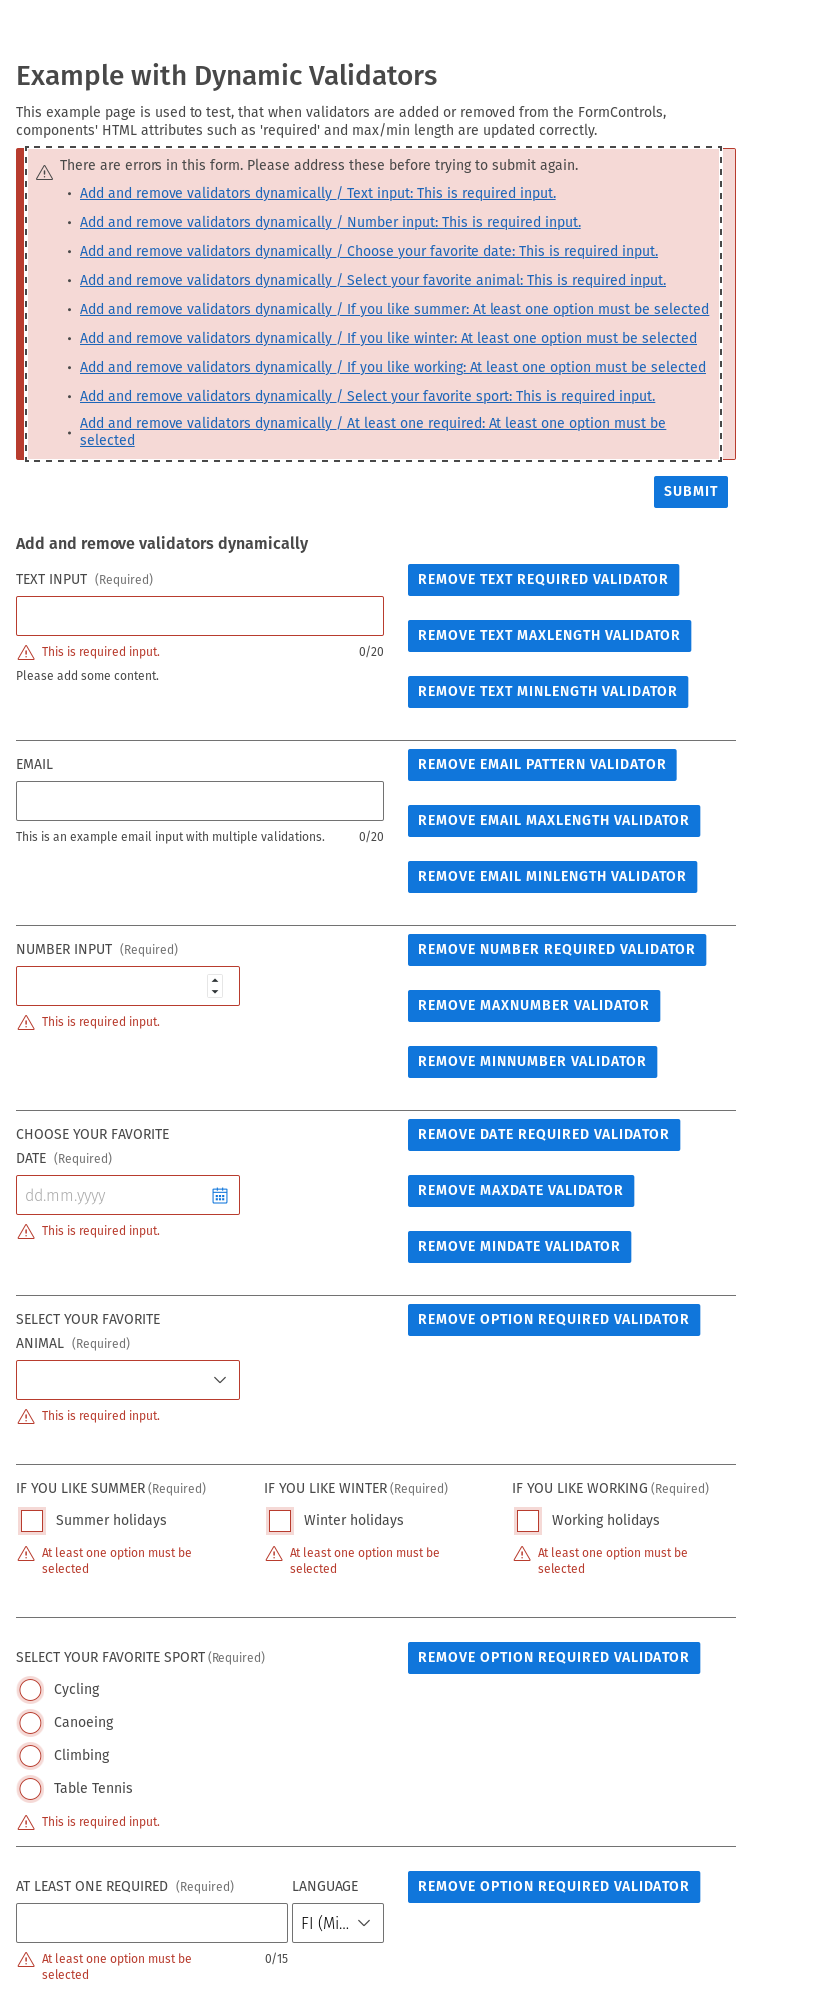 Example with Dynamic Validators
This example page is used to test, that when validators are added or removed from the FormControls,
components' HTML attributes such as 'required' and max/min length are updated correctly.
There are errors in this form. Please address these before trying to submit again.
• Add and remove validators dynamically / Text input: This is required input.
• Add and remove validators dynamically / Number input: This is required input.
• Add and remove validators dynamically / Choose your favorite date: This is required input.
• Add and remove validators dynamically / Select your favorite animal: This is required input.
• Add and remove validators dynamically / If you like summer: At least one option must be selected
• Add and remove validators dynamically / If you like winter: At least one option must be selected
• Add and remove validators dynamically / If you like working: At least one option must be selected
• Add and remove validators dynamically / Select your favorite sport: This is required input.
• Add and remove validators dynamically / At least one required: At least one option must be
selected
SUBMIT
Add and remove validators dynamically
TEXT INPUT (Required)
REMOVE TEXT REQUIRED VALIDATOR
REMOVE TEXT MAXLENGTH VALIDATOR
This is required input. 0/20
Please add some content.
REMOVE TEXT MINLENGTH VALIDATOR
EMAIL
REMOVE EMAIL PATTERN VALIDATOR
REMOVE EMAIL MAXLENGTH VALIDATOR
This is an example email input with multiple validations. 0/20
REMOVE EMAIL MINLENGTH VALIDATOR
NUMBER INPUT (Required)
REMOVE NUMBER REQUIRED VALIDATOR
REMOVE MAXNUMBER VALIDATOR
This is required input.
REMOVE MINNUMBER VALIDATOR
CHOOSE YOUR FAVORITE
DATE (Required)
REMOVE DATE REQUIRED VALIDATOR
dd.mm.yyyy
REMOVE MAXDATE VALIDATOR
This is required input.
REMOVE MINDATE VALIDATOR
SELECT YOUR FAVORITE
ANIMAL (Required)
REMOVE OPTION REQUIRED VALIDATOR
This is required input.
IF YOU LIKE SUMMER (Required)
Summer holidays
At least one option must be
selected
IF YOU LIKE WINTER (Required)
Winter holidays
At least one option must be
selected
IF YOU LIKE WORKING (Required)
Working holidays
At least one option must be
selected
SELECT YOUR FAVORITE SPORT (Required)
REMOVE OPTION REQUIRED VALIDATOR
Cycling
Canoeing
Climbing
Table Tennis
This is required input.
AT LEAST ONE REQUIRED (Required)
LANGUAGE
REMOVE OPTION REQUIRED VALIDATOR
FI (Mi...
At least one option must be
selected
0/15